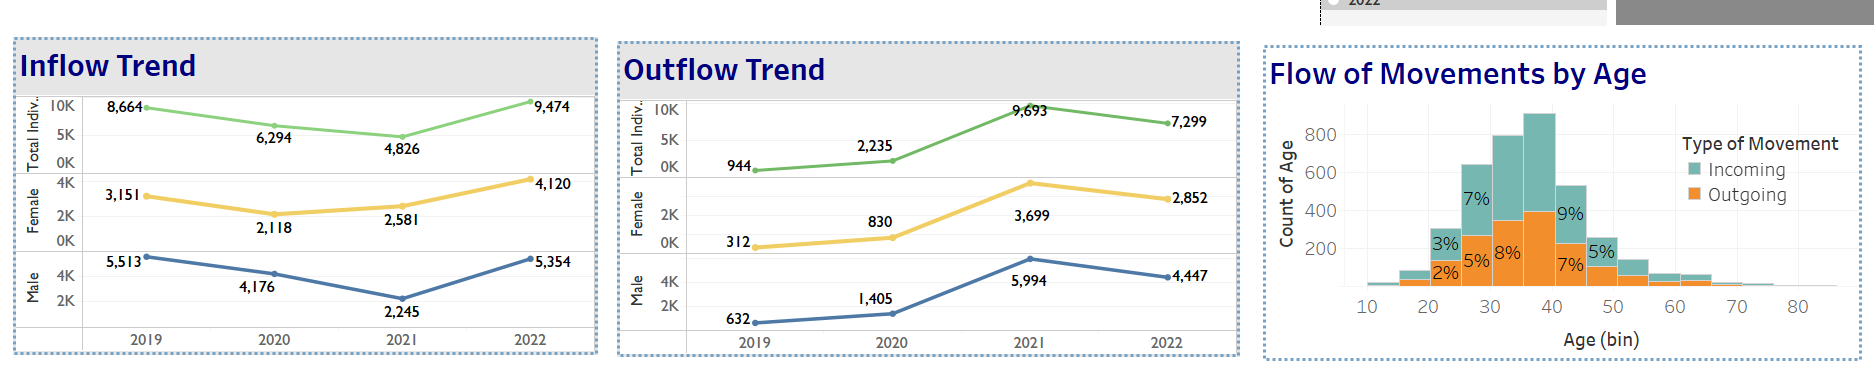 2022
Inflow Trend
Total Indiv..
10K
5K
0K
8,664
6,294
4,826
9,474
Female
4K
2K
0K
3,151
2,118
2,581
4,120
Male
4K
2K
5,513
4,176
2,245
5,354
2019 2020 2021 2022
Outflow Trend
Total Indiv..
10K
5K
0K
944
2,235
9,693
7,299
Female
2K
0K
312
830
3,699
2,852
Male
4K
2K
632
1,405
5,994
4,447
2019 2020 2021 2022
Flow of Movements by Age
Count of Age
800
600
400
200
7%
9%
3%
5%
8%
5%
7%
2%
Type of Movement
Incoming
Outgoing
10 20 30 40 50 60 70 80
Age (bin)